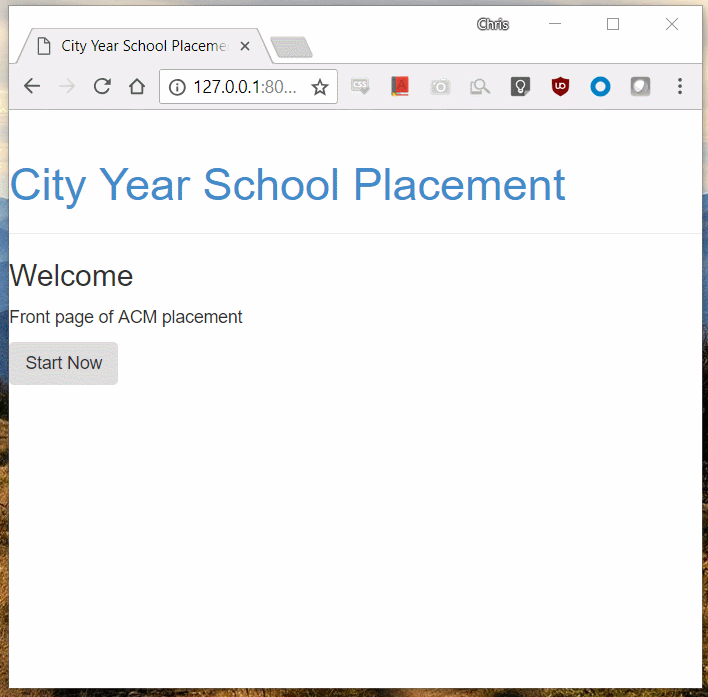 Chris
City Year School Placeme
127.0.0.1:80...
City Year School Placement
Welcome
Front page of ACM placement
Start Now